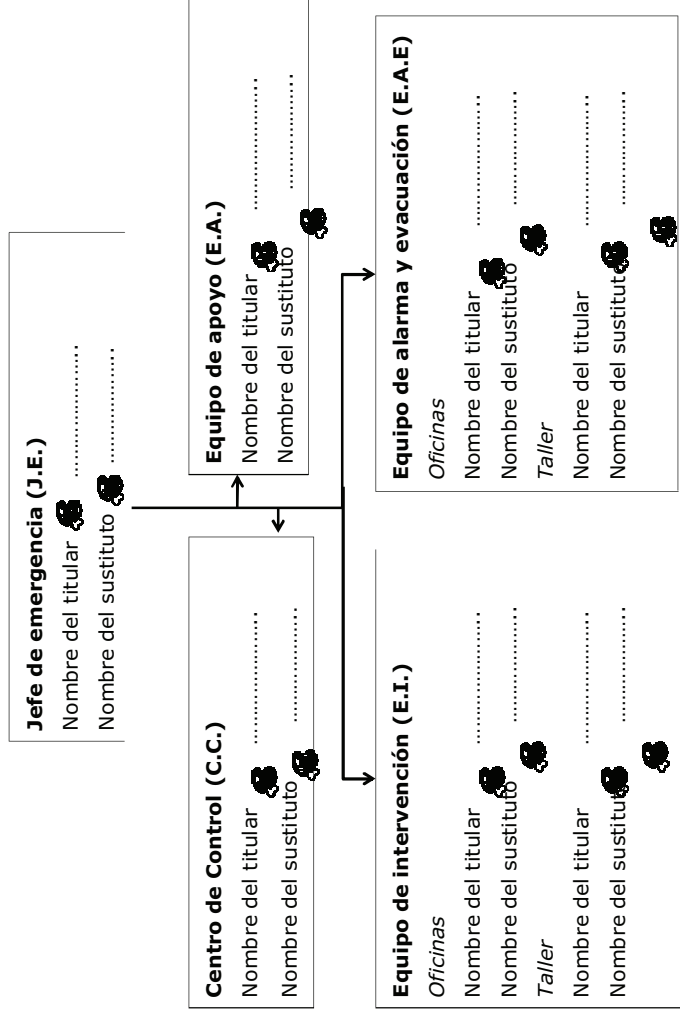 Jefe de emergencia (J.E.)
Nombre del titular ........................
Nombre del sustituto ........................
Centro de Control (C.C.)
Nombre del titular ........................
Nombre del sustituto ........................
Equipo de apoyo (E.A.)
Nombre del titular ........................
Nombre del sustituto ........................
Equipo de intervención (E.I.)
Oficinas
Nombre del titular ........................
Nombre del sustituto ........................
Taller
Nombre del titular ........................
Nombre del sustituto ........................
Equipo de alarma y evacuación (E.A.E)
Oficinas
Nombre del titular ........................
Nombre del sustituto ........................
Taller
Nombre del titular ........................
Nombre del sustituto ........................